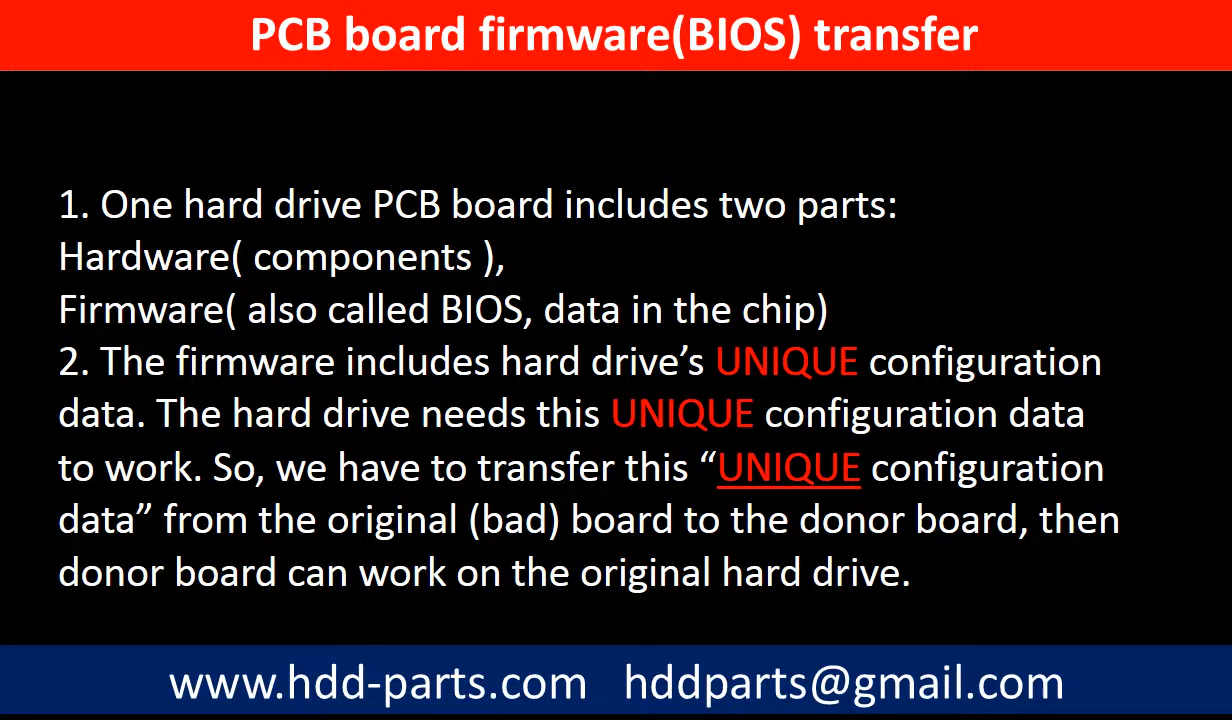 PCB board firmware(BIOS) transfer
1. One hard drive PCB board includes two parts:
Hardware( components ),
Firmware( also called BIOS, data in the chip)
2. The firmware includes hard drive’s UNIQUE configuration
data. The hard drive needs this UNIQUE configuration data
to work. So, we have to transfer this “UNIQUE configuration
data” from the original (bad) board to the donor board, then
donor board can work on the original hard drive.
www.hdd-parts.com hddparts@gmail.com